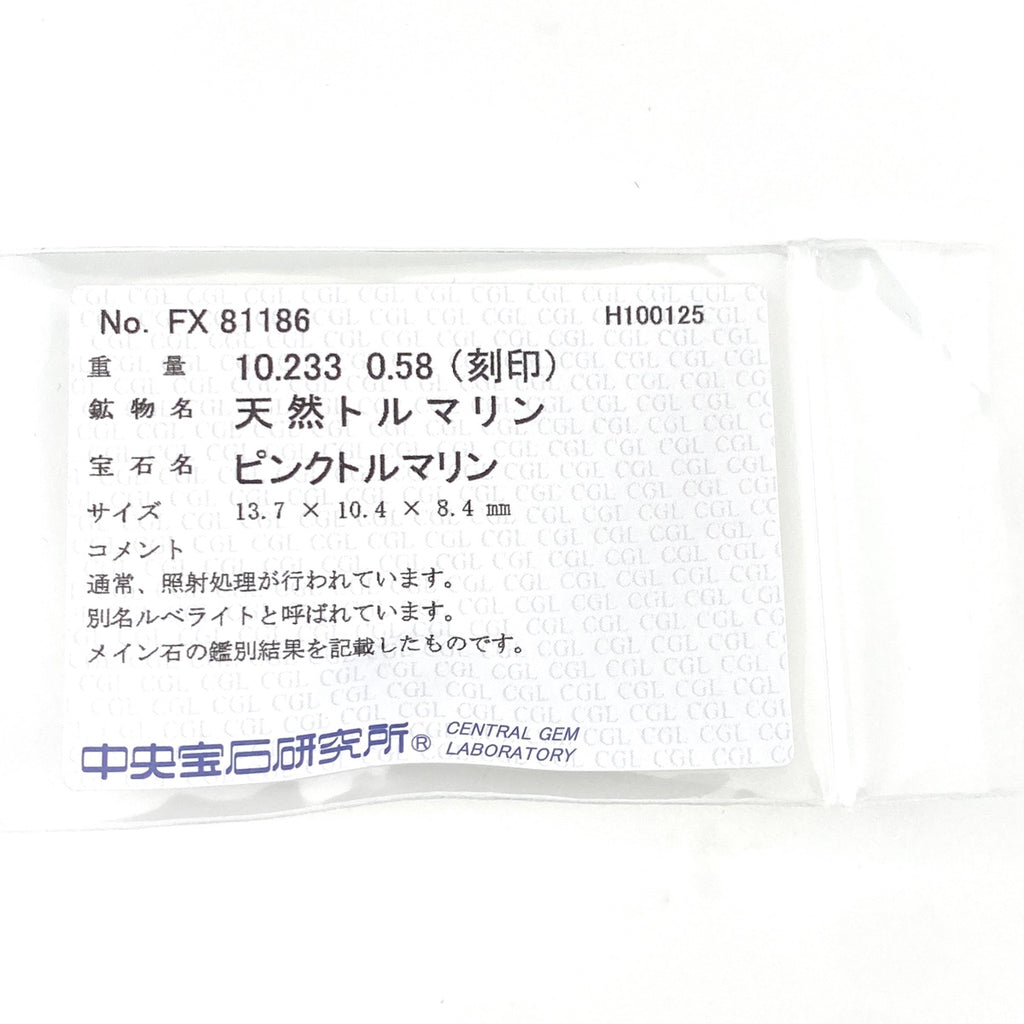 No. FX 81186 H100125
重 量 10.233 0.58 (刻印)
鉱物名 天然トルマリン
宝石名 ピンクトルマリン
サイズ 13.7 × 10.4 × 8.4 mm
コメント
通常、照射処理が行われています。
別名ルベライトと呼ばれています。
メイン石の鑑別結果を記載したものです。
中央宝石研究所® CENTRAL GEM
LABORATORY